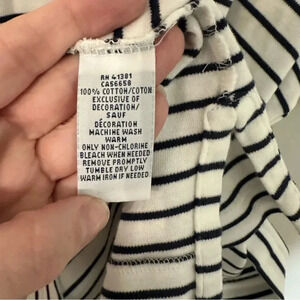 RN 41381
CA56658
100% COTTON/COTON
EXCLUSIVE OF
DECORATION/
SAUF
DÉCORATION
MACHINE WASH
WARM
ONLY NON-CHLORINE
BLEACH WHEN NEEDED
REMOVE PROMPTLY
TUMBLE DRY LOW
WARM IRON IF NEEDED